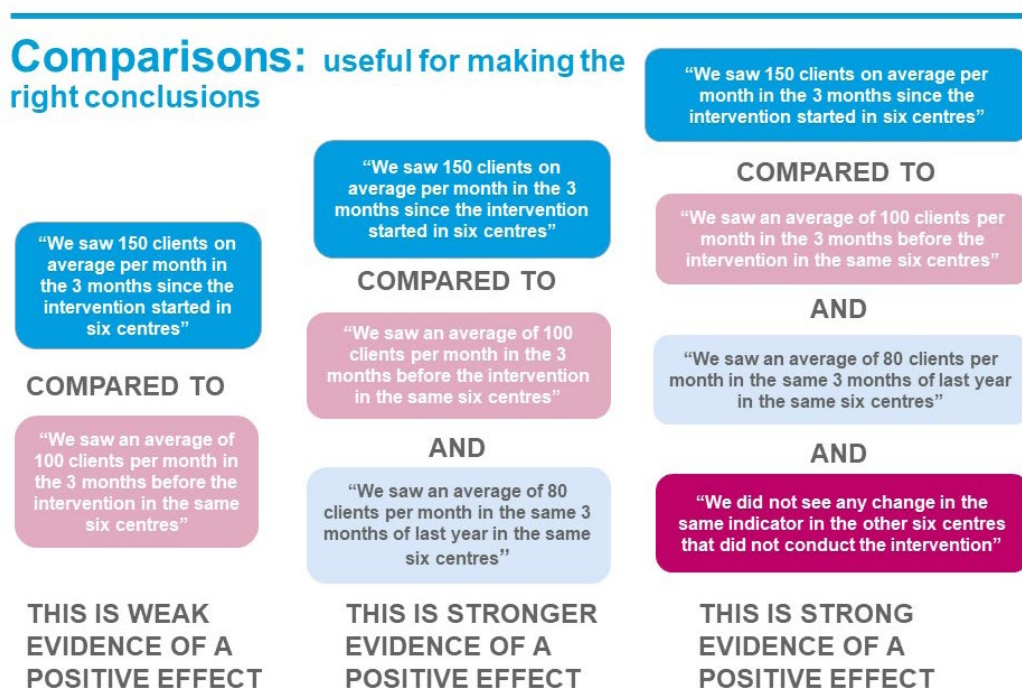 Comparisons: useful for making the
right conclusions
“We saw 150 clients on
average per month in
the 3 months since the
intervention started in
six centres”
COMPARED TO
“We saw an average of
100 clients per month in
the 3 months before the
intervention in the same
six centres”
THIS IS WEAK
EVIDENCE OF A
POSITIVE EFFECT
“We saw 150 clients on
average per month in the 3
months since the intervention
started in six centres”
COMPARED TO
“We saw an average of 100
clients per month in the 3
months before the intervention
in the same six centres”
AND
“We saw an average of 80
clients per month in the same 3
months of last year in the same
six centres”
THIS IS STRONGER
EVIDENCE OF A
POSITIVE EFFECT
“We saw 150 clients on average per
month in the 3 months since the
intervention started in six centres”
COMPARED TO
“We saw an average of 100 clients per
month in the 3 months before the
intervention in the same six centres”
AND
“We saw an average of 80 clients per
month in the same 3 months of last year
in the same six centres”
AND
“We did not see any change in the
same indicator in the other six centres
that did not conduct the intervention”
THIS IS STRONG
EVIDENCE OF A
POSITIVE EFFECT